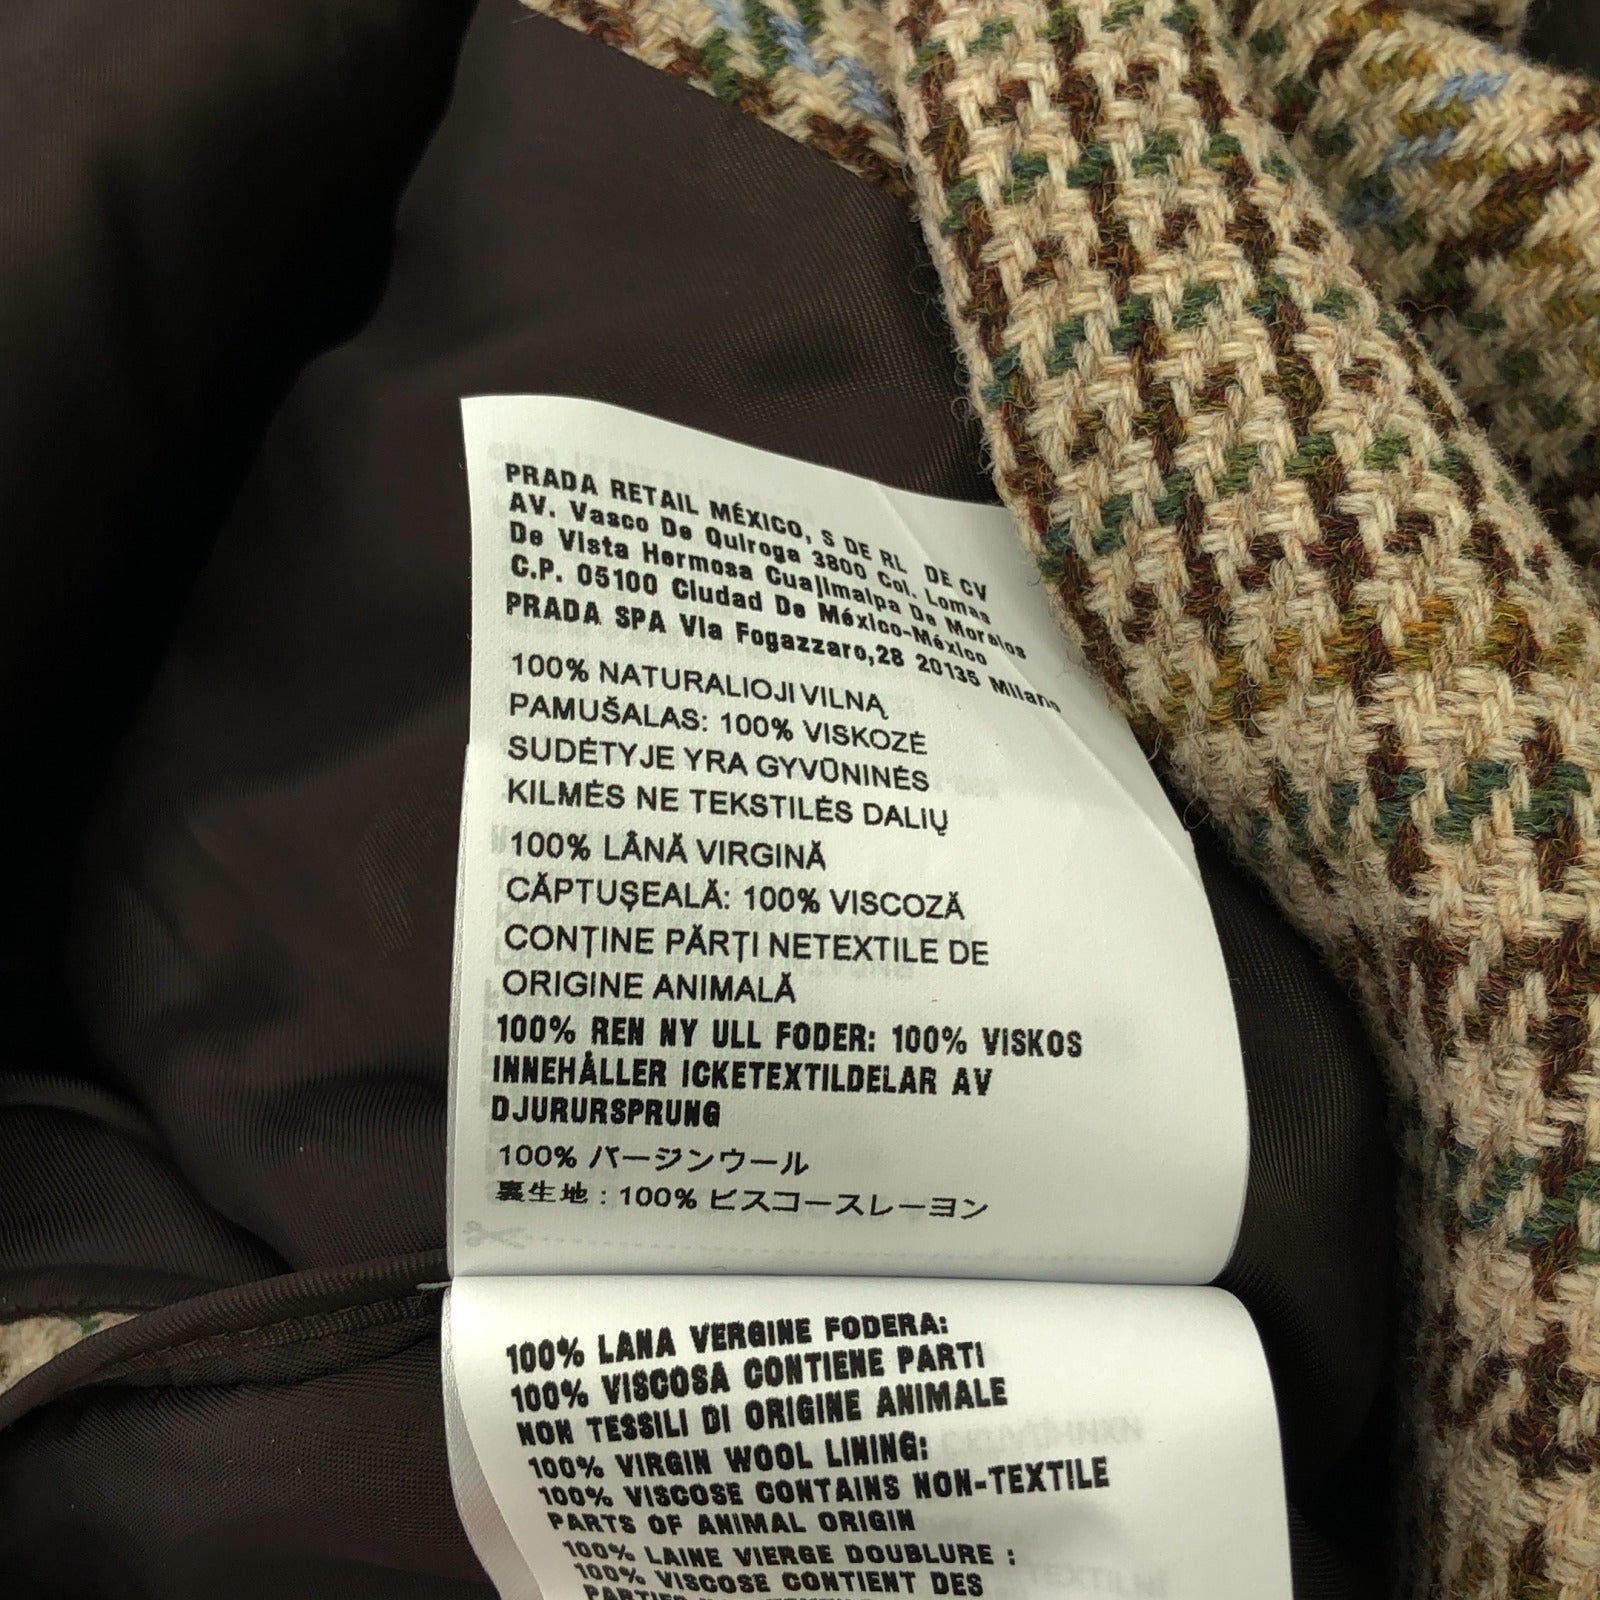 PRADA RETAIL MÉXICO, S DE RL DE CV
AV. Vasco De Quiroga 3800 Col. Lomas
De Vista Hermosa Cuajimalpa De Morelos
C.P. 05100 Ciudad De México-México
PRADA SPA Via Fogazzaro,28 20135 Milano
100% NATURALIOJI VILNĄ
PAMUŠALAS: 100% VISKOZĖ
SUDĖTYJE YRA GYVŪNINĖS
KILMĖS NE TEKSTILĖS DALIŲ
100% LÂNĂ VIRGINĂ
CĂPTUȘEALĂ: 100% VISCOZĂ
CONȚINE PĂRȚI NETEXTILE DE
ORIGINE ANIMALĂ
100% REN NY ULL FODER: 100% VISKOS
INNEHÅLLER ICKETEXTILDELAR AV
DJURURSPRUNG
100% バージンウール
裏生地 : 100% ビスコースレーヨン
100% LANA VERGINE FODERA:
100% VISCOSA CONTIENE PARTI
NON TESSILI DI ORIGINE ANIMALE
100% VIRGIN WOOL LINING:
100% VISCOSE CONTAINS NON-TEXTILE
PARTS OF ANIMAL ORIGIN
100% LAINE VIERGE DOUBLURE :
100% VISCOSE CONTIENT DES